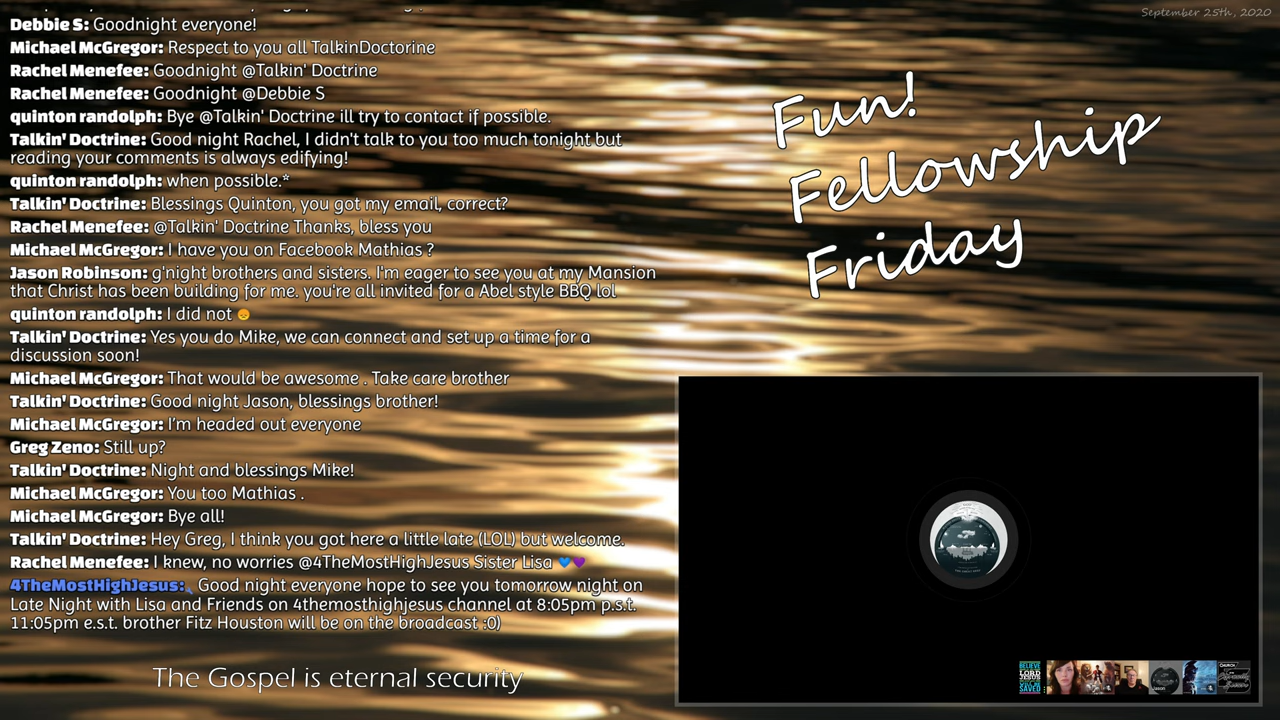 September 25th, 2020
Debbie S: Goodnight everyone!
Michael McGregor: Respect to you all TalkinDoctorine
Rachel Menefee: Goodnight @Talkin' Doctrine
Rachel Menefee: Goodnight @Debbie S
quinton randolph: Bye @Talkin' Doctrine ill try to contact if possible.
Talkin' Doctrine: Good night Rachel, I didn't talk to you too much tonight but
reading your comments is always edifying!
quinton randolph: when possible.*
Talkin' Doctrine: Blessings Quinton, you got my email, correct?
Rachel Menefee: @Talkin' Doctrine Thanks, bless you
Michael McGregor: I have you on Facebook Mathias ?
Jason Robinson: g'night brothers and sisters. I'm eager to see you at my Mansion
that Christ has been building for me. you're all invited for a Abel style BBQ lol
quinton randolph: I did not 😞
Talkin' Doctrine: Yes you do Mike, we can connect and set up a time for a
discussion soon!
Michael McGregor: That would be awesome . Take care brother
Talkin' Doctrine: Good night Jason, blessings brother!
Michael McGregor: I'm headed out everyone
Greg Zeno: Still up?
Talkin' Doctrine: Night and blessings Mike!
Michael McGregor: You too Mathias .
Michael McGregor: Bye all!
Talkin' Doctrine: Hey Greg, I think you got here a little late (LOL) but welcome.
Rachel Menefee: I knew, no worries @4TheMostHighJesus Sister Lisa 💙💜
4TheMostHighJesus: Good night everyone hope to see you tomorrow night on
Late Night with Lisa and Friends on 4themosthighjesus channel at 8:05pm p.s.t.
11:05pm e.s.t. brother Fitz Houston will be on the broadcast :0)
The Gospel is eternal security
Fun!
Fellowship
Friday
BELIEVE
LORD
JESUS
SAVED
Jason
CHURCH